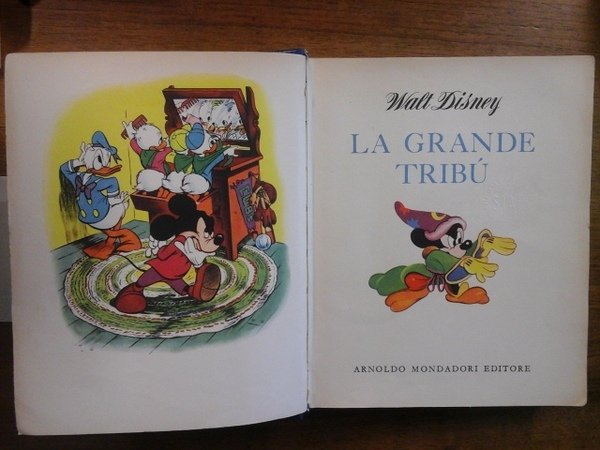 Walt Disney
LA GRANDE
TRIBÚ
ARNOLDO MONDADORI EDITORE